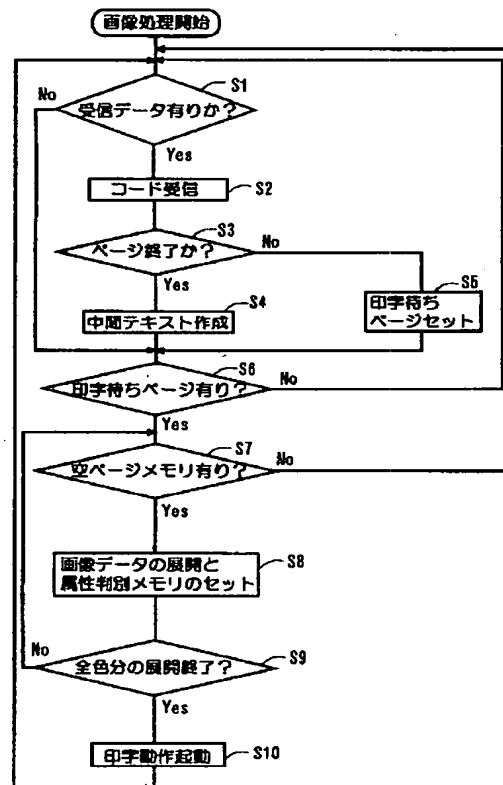 画像処理開始
S1
No
受信データ有りか?
Yes
コード受信
S2
S3
ページ終了か?
No
Yes
S4
中間テキスト作成
S5
印字待ち
ページセット
S6
印字待ちページ有り?
No
Yes
S7
空ページメモリ有り?
No
Yes
画像データの展開と
属性判別メモリのセット
S8
No
全色分の展開終了?
S9
Yes
印字動作起動
S10